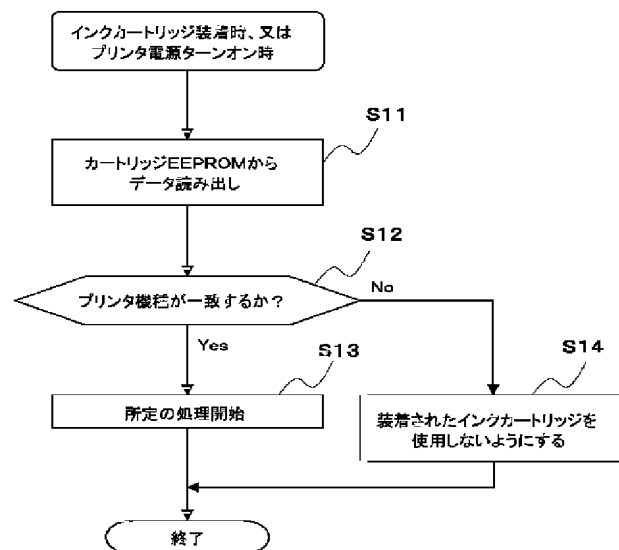 インクカートリッジ装着時、又は
プリンタ電源ターンオン時
S11
カートリッジEEPROMから
データ読み出し
S12
プリンタ機種が一致するか？
No
Yes
S13
S14
所定の処理開始
装着されたインクカートリッジを
使用しないようにする
終了